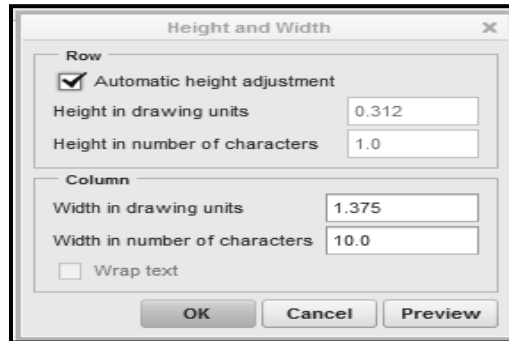 Height and Width
Row
Automatic height adjustment
Height in drawing units 0.312
Height in number of characters 1.0
Column
Width in drawing units 1.375
Width in number of characters 10.0
Wrap text
OK Cancel Preview